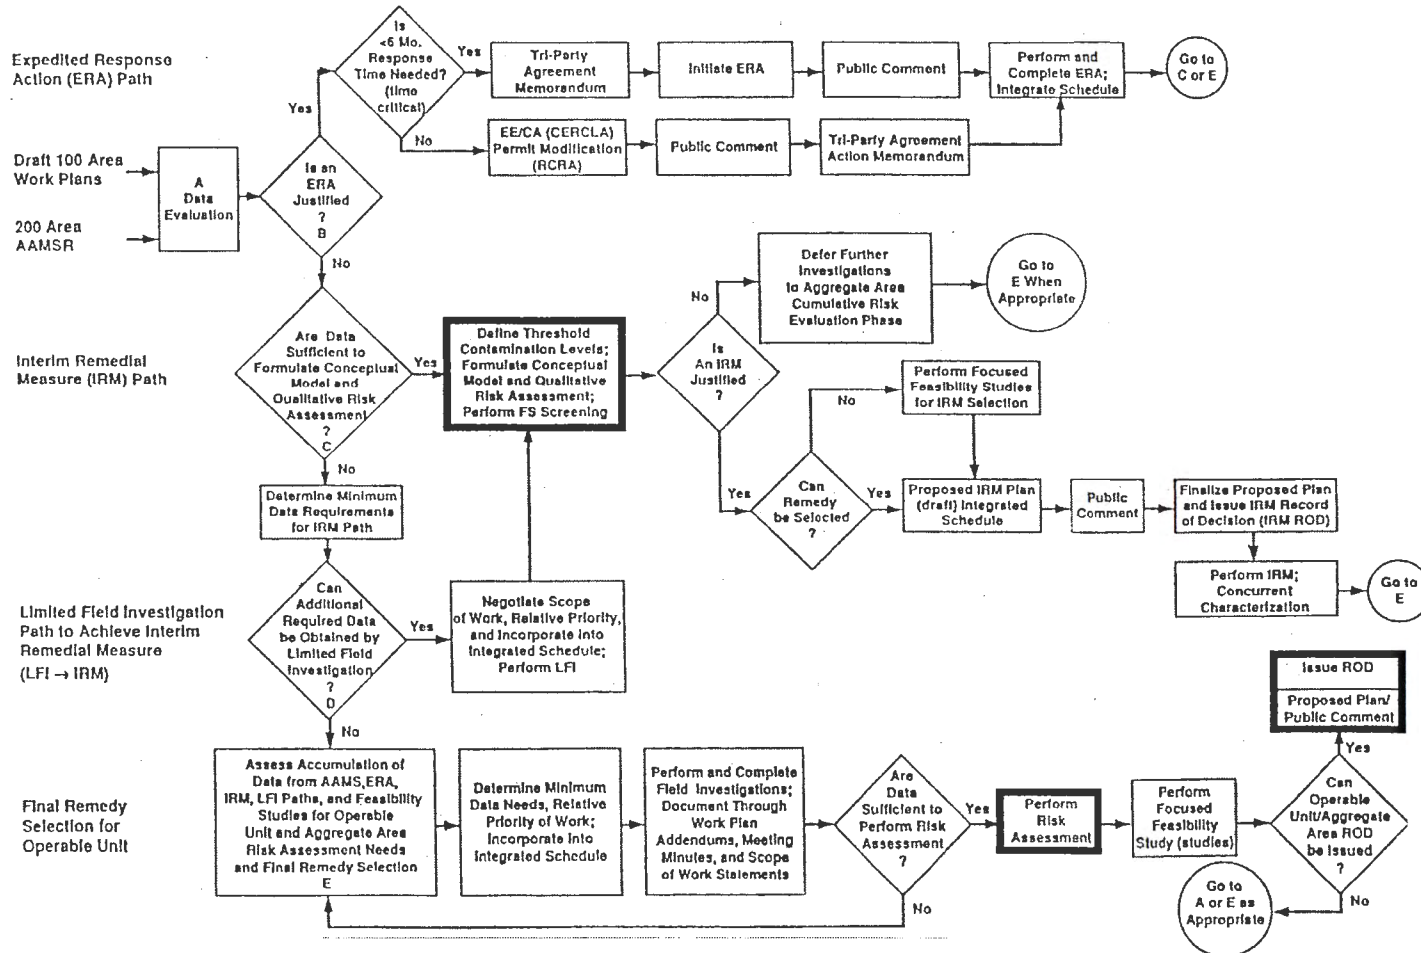 Expedited Response
Action (ERA) Path
Is
<6 Mo.
Response
Time Needed?
(time
critical)
Yes
Tri-Party
Agreement
Memorandum
Initiate ERA
Public Comment
Perform and
Complete ERA;
Integrate Schedule
Go to
C or E
Yes
No
EE/CA (CERCLA)
Permit Modification
(RCRA)
Public Comment
Tri-Party Agreement
Action Memorandum
Draft 100 Area
Work Plans
200 Area
AAMSR
A
Data
Evaluation
Is an
ERA
Justified
?
B
No
Interim Remedial
Measure (IRM) Path
Are Data
Sufficient to
Formulate Conceptual
Model and
Qualitative Risk
Assessment
?
C
Yes
Define Threshold
Contamination Levels;
Formulate Conceptual
Model and Qualitative
Risk Assessment;
Perform FS Screening
Is
An IRM
Justified
?
No
Defer Further
Investigations
to Aggregate Area
Cumulative Risk
Evaluation Phase
Go to
E When
Appropriate
Yes
Can
Remedy
be Selected
?
No
Perform Focused
Feasibility Studies
for IRM Selection
Yes
Proposed IRM Plan
(draft) Integrated
Schedule
Public
Comment
Finalize Proposed Plan
and Issue IRM Record
of Decision (IRM ROD)
Perform IRM;
Concurrent
Characterization
Go to
E
No
Determine Minimum
Data Requirements
for IRM Path
Limited Field Investigation
Path to Achieve Interim
Remedial Measure
(LFI → IRM)
Can
Additional
Required Data
be Obtained by
Limited Field
Investigation
?
D
Yes
Negotiate Scope
of Work, Relative Priority,
and Incorporate Into
Integrated Schedule;
Perform LFI
No
Final Remedy
Selection for
Operable Unit
Assess Accumulation of
Data from AAMS,ERA,
IRM, LFI Paths, and Feasibility
Studies for Operable
Unit and Aggregate Area
Risk Assessment Needs
and Final Remedy Selection
E
Determine Minimum
Data Needs, Relative
Priority of Work;
Incorporate Into
Integrated Schedule
Perform and Complete
Field Investigations;
Document Through
Work Plan
Addendums, Meeting
Minutes, and Scope
of Work Statements
Are
Data
Sufficient to
Perform Risk
Assessment
?
Yes
No
Perform
Risk
Assessment
Perform
Focused
Feasibility
Study (studies)
Can
Operable
Unit/Aggregate
Area ROD
be Issued
?
Yes
Issue ROD
Proposed Plan/
Public Comment
No
Go to
A or E as
Appropriate